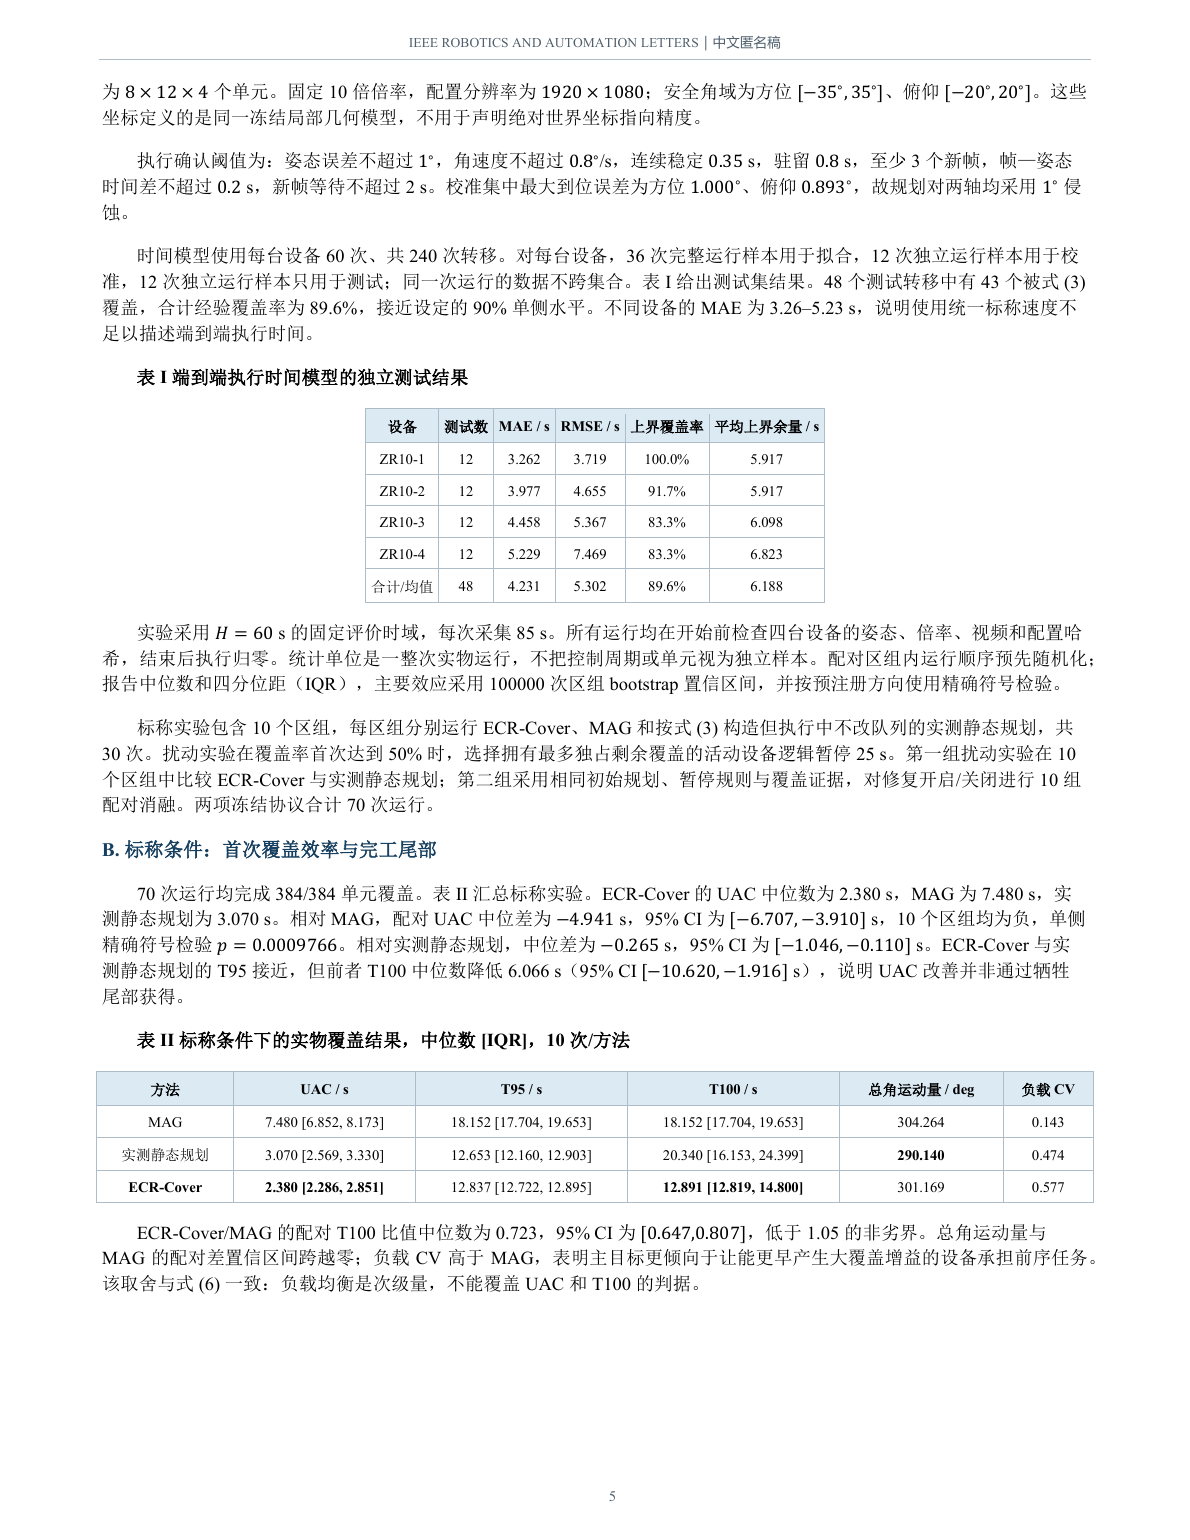 IEEE ROBOTICS AND AUTOMATION LETTERS | 中文匿名稿
为 8 × 12 × 4 个单元。固定 10 倍倍率，配置分辨率为 1920 × 1080；安全角域为方位 [−35°, 35°]、俯仰 [−20°, 20°]。这些
坐标定义的是同一冻结局部几何模型，不用于声明绝对世界坐标指向精度。
执行确认阈值为：姿态误差不超过 1°，角速度不超过 0.8°/s，连续稳定 0.35 s，驻留 0.8 s，至少 3 个新帧，帧—姿态
时间差不超过 0.2 s，新帧等待不超过 2 s。校准集中最大到位误差为方位 1.000°、俯仰 0.893°，故规划对两轴均采用 1° 侵
蚀。
时间模型使用每台设备 60 次、共 240 次转移。对每台设备，36 次完整运行样本用于拟合，12 次独立运行样本用于校
准，12 次独立运行样本只用于测试；同一次运行的数据不跨集合。表 I 给出测试集结果。48 个测试转移中有 43 个被式 (3)
覆盖，合计经验覆盖率为 89.6%，接近设定的 90% 单侧水平。不同设备的 MAE 为 3.26–5.23 s，说明使用统一标称速度不
足以描述端到端执行时间。
表 I 端到端执行时间模型的独立测试结果
设备 测试数 MAE / s RMSE / s 上界覆盖率 平均上界余量 / s
ZR10-1 12 3.262 3.719 100.0% 5.917
ZR10-2 12 3.977 4.655 91.7% 5.917
ZR10-3 12 4.458 5.367 83.3% 6.098
ZR10-4 12 5.229 7.469 83.3% 6.823
合计/均值 48 4.231 5.302 89.6% 6.188
实验采用 H = 60 s 的固定评价时域，每次采集 85 s。所有运行均在开始前检查四台设备的姿态、倍率、视频和配置哈
希，结束后执行归零。统计单位是一整次实物运行，不把控制周期或单元视为独立样本。配对区组内运行顺序预先随机化；
报告中位数和四分位距（IQR），主要效应采用 100000 次区组 bootstrap 置信区间，并按预注册方向使用精确符号检验。
标称实验包含 10 个区组，每区组分别运行 ECR-Cover、MAG 和按式 (3) 构造但执行中不改队列的实测静态规划，共
30 次。扰动实验在覆盖率首次达到 50% 时，选择拥有最多独占剩余覆盖的活动设备逻辑暂停 25 s。第一组扰动实验在 10
个区组中比较 ECR-Cover 与实测静态规划；第二组采用相同初始规划、暂停规则与覆盖证据，对修复开启/关闭进行 10 组
配对消融。两项冻结协议合计 70 次运行。
B. 标称条件：首次覆盖效率与完工尾部
70 次运行均完成 384/384 单元覆盖。表 II 汇总标称实验。ECR-Cover 的 UAC 中位数为 2.380 s，MAG 为 7.480 s，实
测静态规划为 3.070 s。相对 MAG，配对 UAC 中位差为 −4.941 s，95% CI 为 [−6.707, −3.910] s，10 个区组均为负，单侧
精确符号检验 p = 0.0009766。相对实测静态规划，中位差为 −0.265 s，95% CI 为 [−1.046, −0.110] s。ECR-Cover 与实
测静态规划的 T95 接近，但前者 T100 中位数降低 6.066 s（95% CI [−10.620, −1.916] s），说明 UAC 改善并非通过牺牲
尾部获得。
表 II 标称条件下的实物覆盖结果，中位数 [IQR]，10 次/方法
方法 UAC / s T95 / s T100 / s 总角运动量 / deg 负载 CV
MAG 7.480 [6.852, 8.173] 18.152 [17.704, 19.653] 18.152 [17.704, 19.653] 304.264 0.143
实测静态规划 3.070 [2.569, 3.330] 12.653 [12.160, 12.903] 20.340 [16.153, 24.399] 290.140 0.474
ECR-Cover 2.380 [2.286, 2.851] 12.837 [12.722, 12.895] 12.891 [12.819, 14.800] 301.169 0.577
ECR-Cover/MAG 的配对 T100 比值中位数为 0.723，95% CI 为 [0.647,0.807]，低于 1.05 的非劣界。总角运动量与
MAG 的配对差置信区间跨越零；负载 CV 高于 MAG，表明主目标更倾向于让能更早产生大覆盖增益的设备承担前序任务。
该取舍与式 (6) 一致：负载均衡是次级量，不能覆盖 UAC 和 T100 的判据。
5